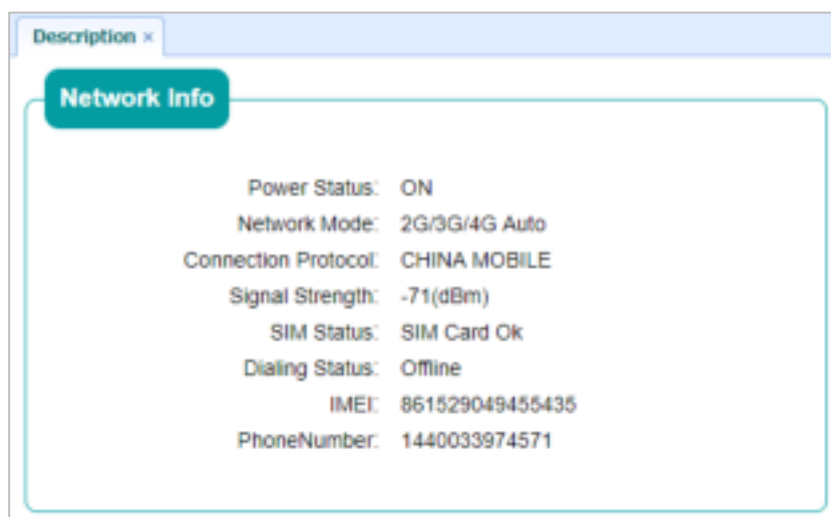 Description ×
Network Info
Power Status: ON
Network Mode: 2G/3G/4G Auto
Connection Protocol: CHINA MOBILE
Signal Strength: -71(dBm)
SIM Status: SIM Card Ok
Dialing Status: Offline
IMEI: 861529049455435
PhoneNumber: 1440033974571